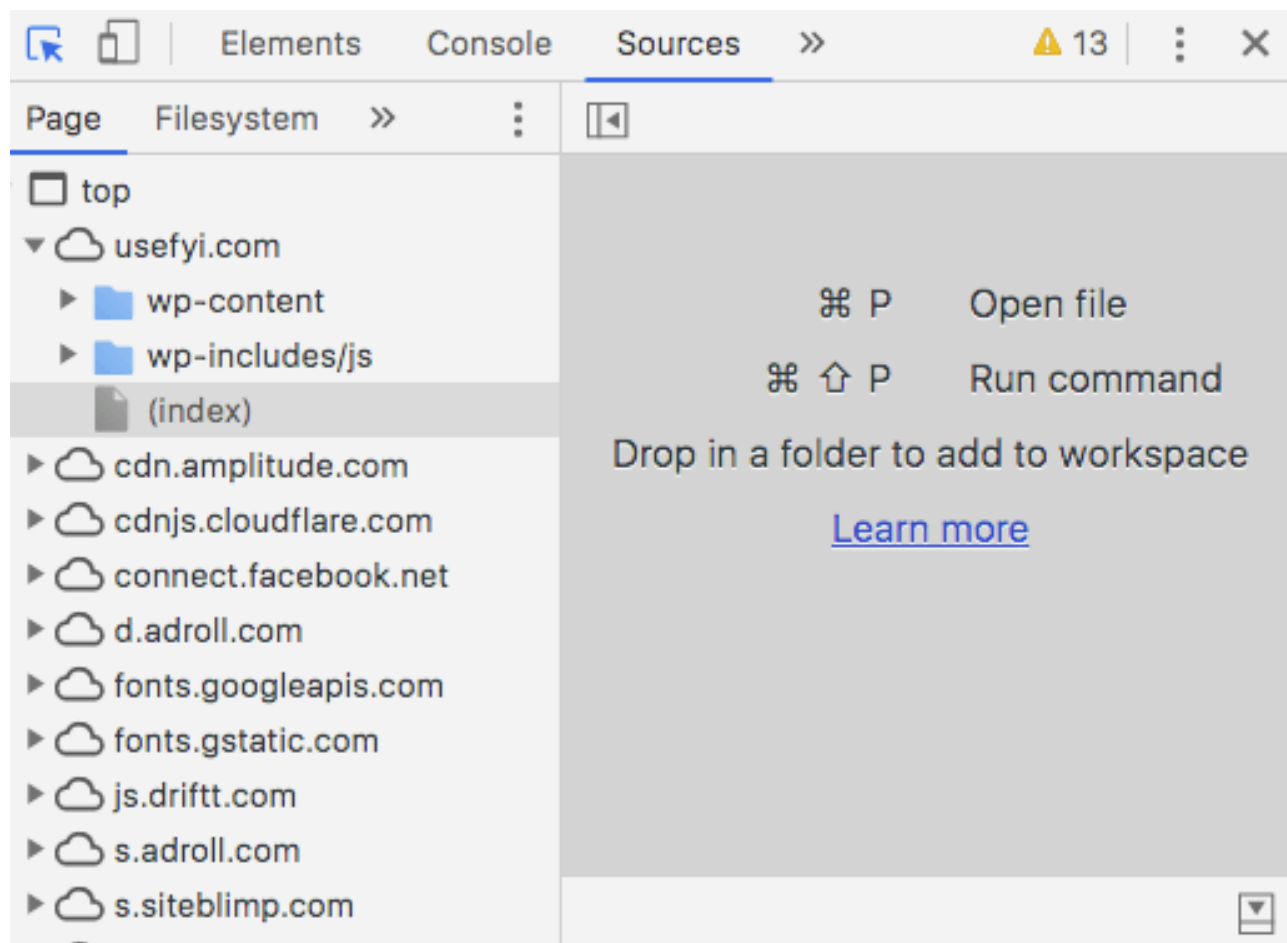 Elements Console Sources » 13
Page Filesystem »
top
usefyi.com
wp-content
wp-includes/js
(index)
cdn.amplitude.com
cdnjs.cloudflare.com
connect.facebook.net
d.adroll.com
fonts.googleapis.com
fonts.gstatic.com
js.driftt.com
s.adroll.com
s.siteblimp.com
⌘ P Open file
⌘ ⇧ P Run command
Drop in a folder to add to workspace
Learn more